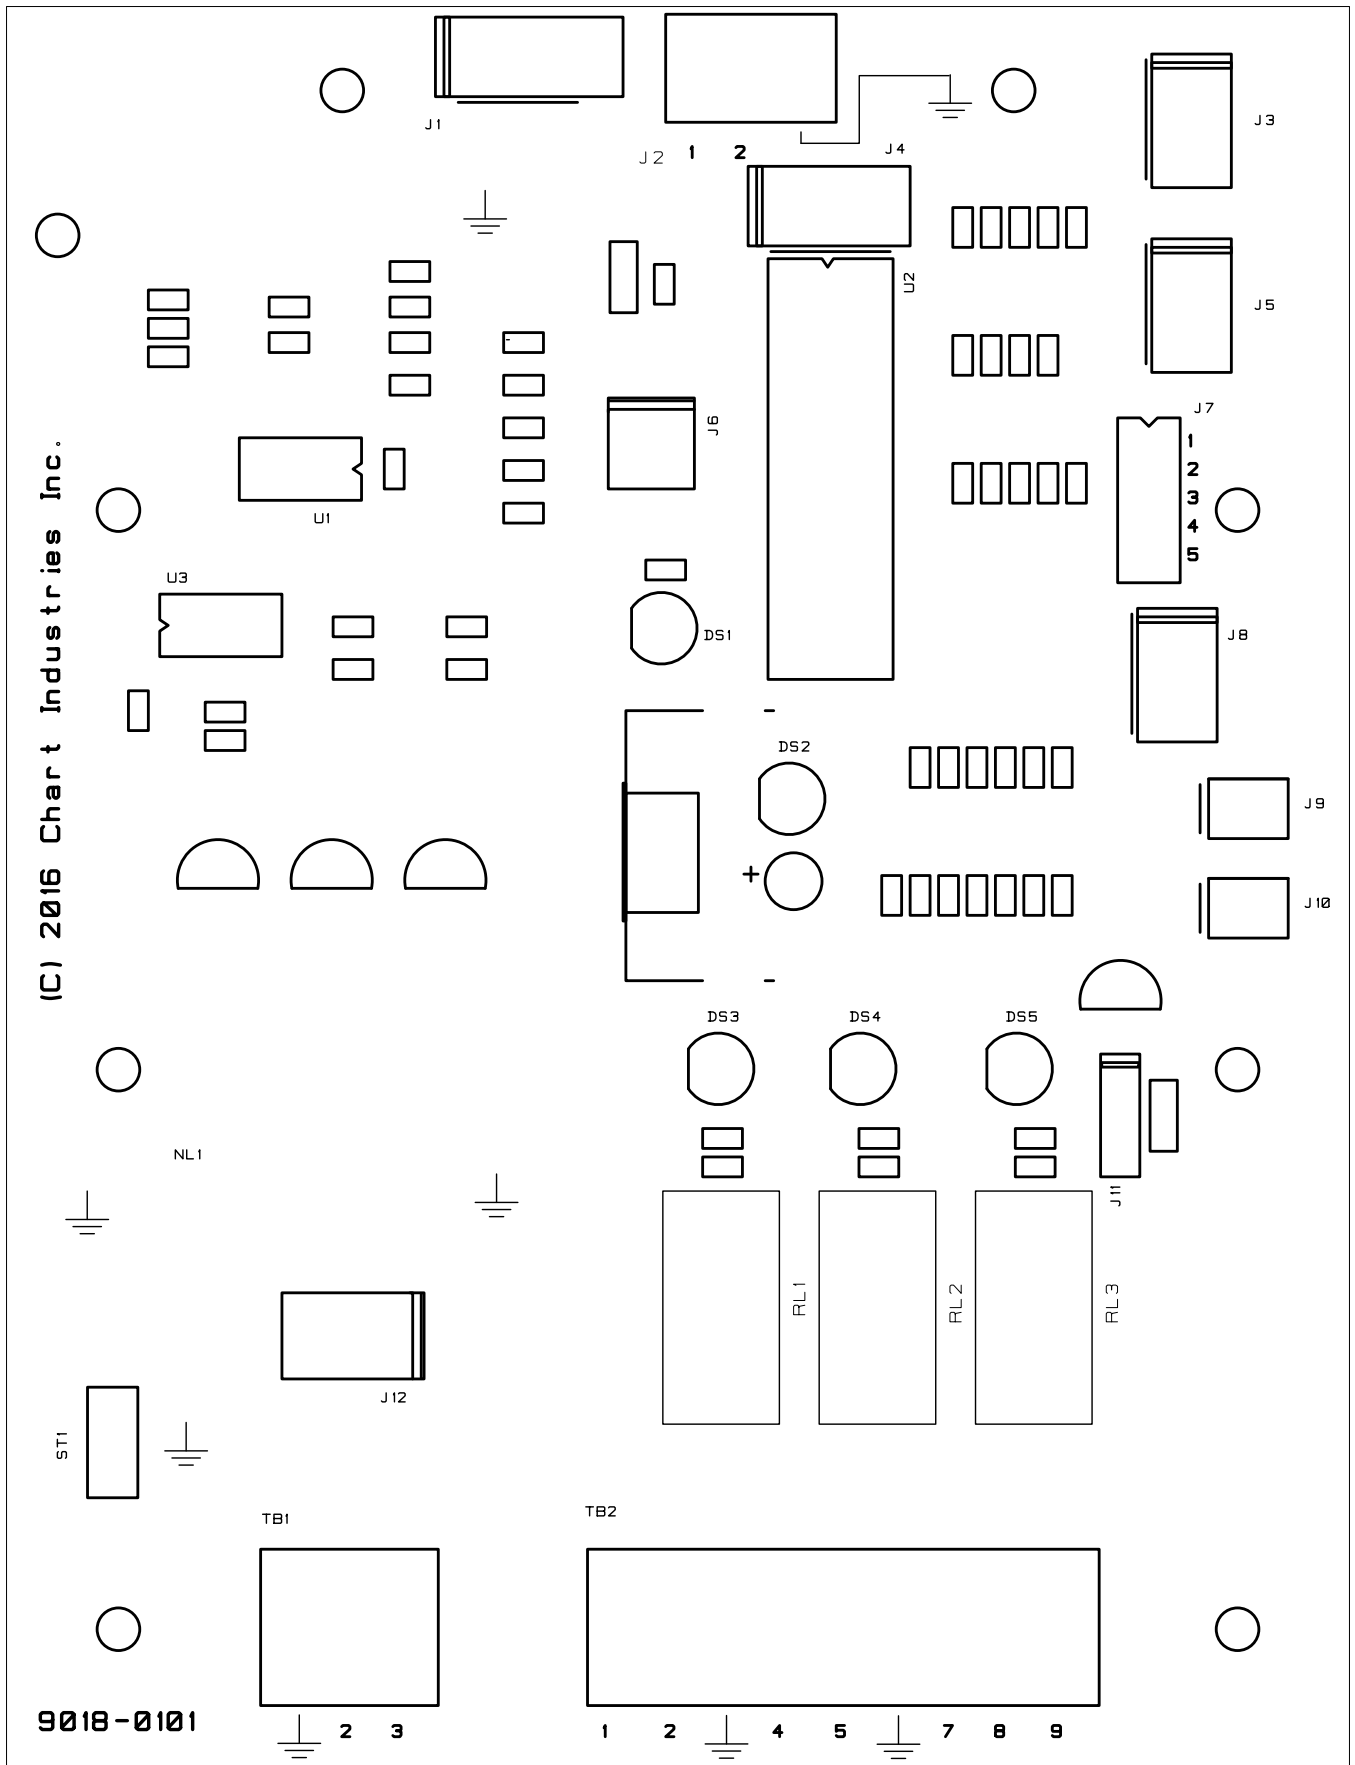 J1
J2 1 2
J4
J3
U2
J5
J6
J7
1
2
3
4
5
U1
U3
DS1
J8
(C) 2016 Chart Industries Inc.
DS2
+
J9
J10
DS3 DS4 DS5
NL1
J11
RL1 RL2 RL3
J12
ST1
TB1 TB2
9018-0101
2 3
1 2 4 5 7 8 9